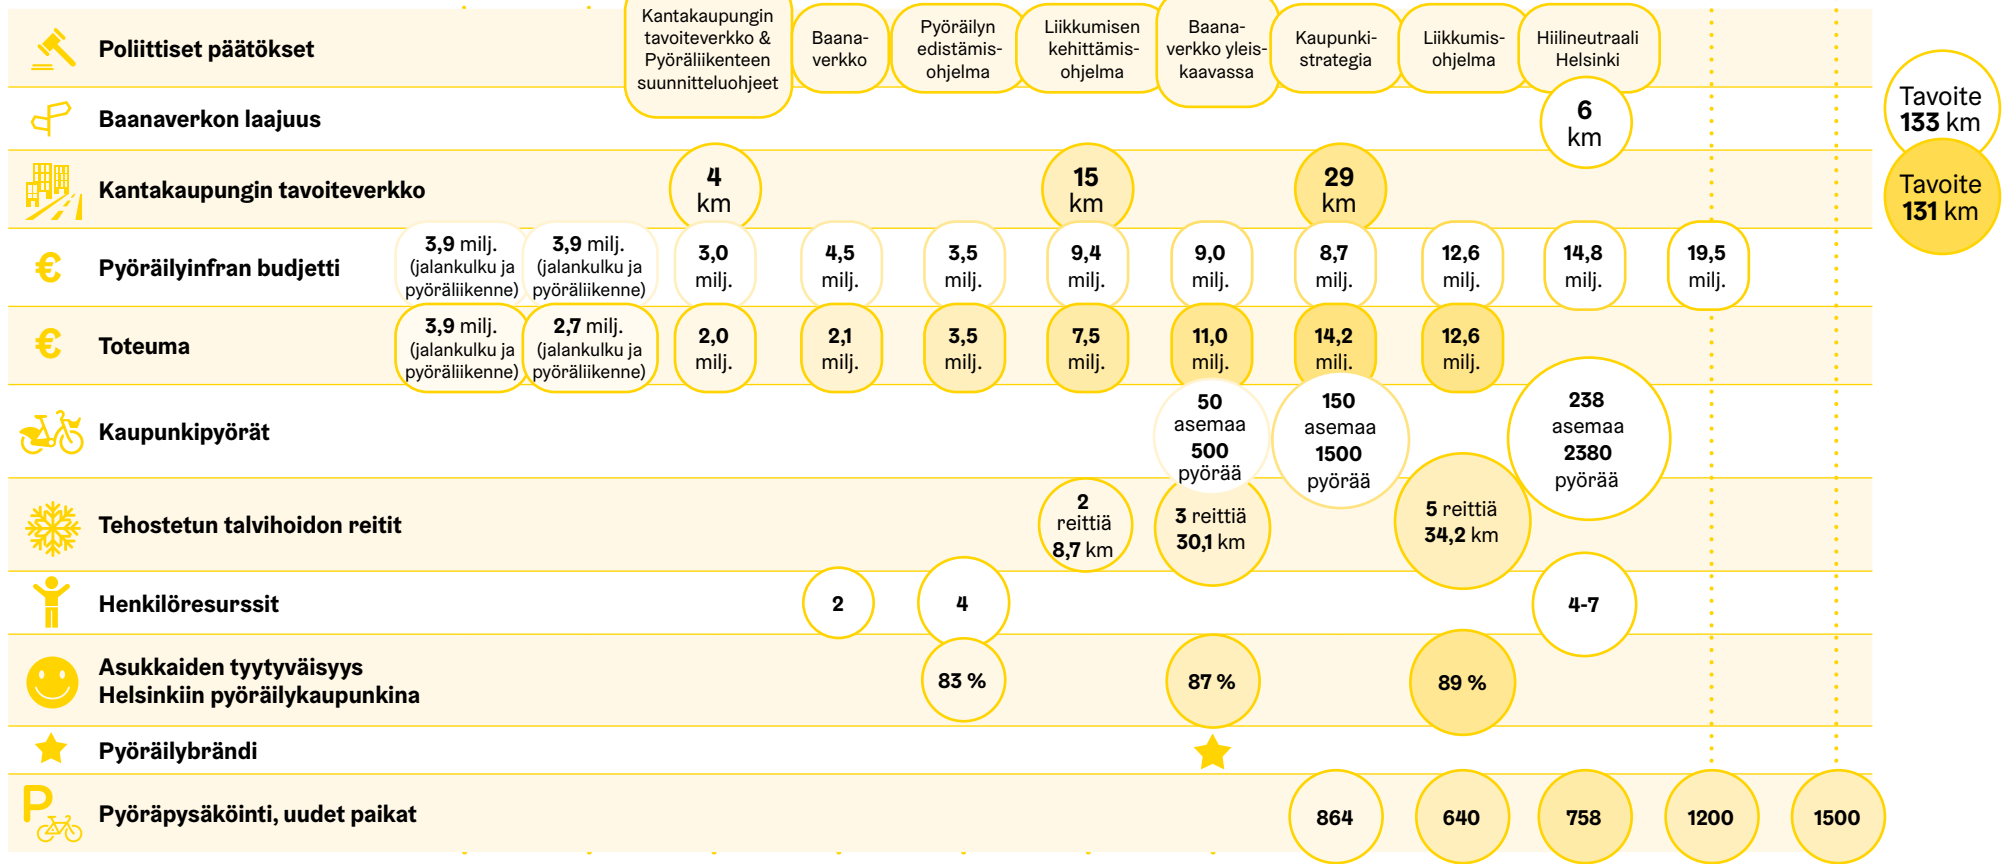 Poliittiset päätökset
Kantakaupungin
tavoiteverkko &
Pyöräliikenteen
suunnitteluohjeet
Baana-
verkko
Pyöräilyn
edistämis-
ohjelma
Liikkumisen
kehittämis-
ohjelma
Baana-
verkko yleis-
kaavassa
Kaupunki-
strategia
Liikkumis-
ohjelma
Hiilineutraali
Helsinki
Baanaverkon laajuus
6
km
Tavoite
133 km
Kantakaupungin tavoiteverkko
4
km
15
km
29
km
Tavoite
131 km
Pyöräilyinfran budjetti
3,9 milj.
(jalankulku ja
pyöräliikenne)
3,9 milj.
(jalankulku ja
pyöräliikenne)
3,0
milj.
4,5
milj.
3,5
milj.
9,4
milj.
9,0
milj.
8,7
milj.
12,6
milj.
14,8
milj.
19,5
milj.
Toteuma
3,9 milj.
(jalankulku ja
pyöräliikenne)
2,7 milj.
(jalankulku ja
pyöräliikenne)
2,0
milj.
2,1
milj.
3,5
milj.
7,5
milj.
11,0
milj.
14,2
milj.
12,6
milj.
Kaupunkipyörät
50
asemaa
500
pyörää
150
asemaa
1500
pyörää
238
asemaa
2380
pyörää
Tehostetun talvihoidon reitit
2
reittiä
8,7 km
3 reittiä
30,1 km
5 reittiä
34,2 km
Henkilöresurssit
2
4
4-7
Asukkaiden tyytyväisyys
Helsinkiin pyöräilykaupunkina
83 %
87 %
89 %
Pyöräilybrändi
P
Pyöräpysäköinti, uudet paikat
864
640
758
1200
1500